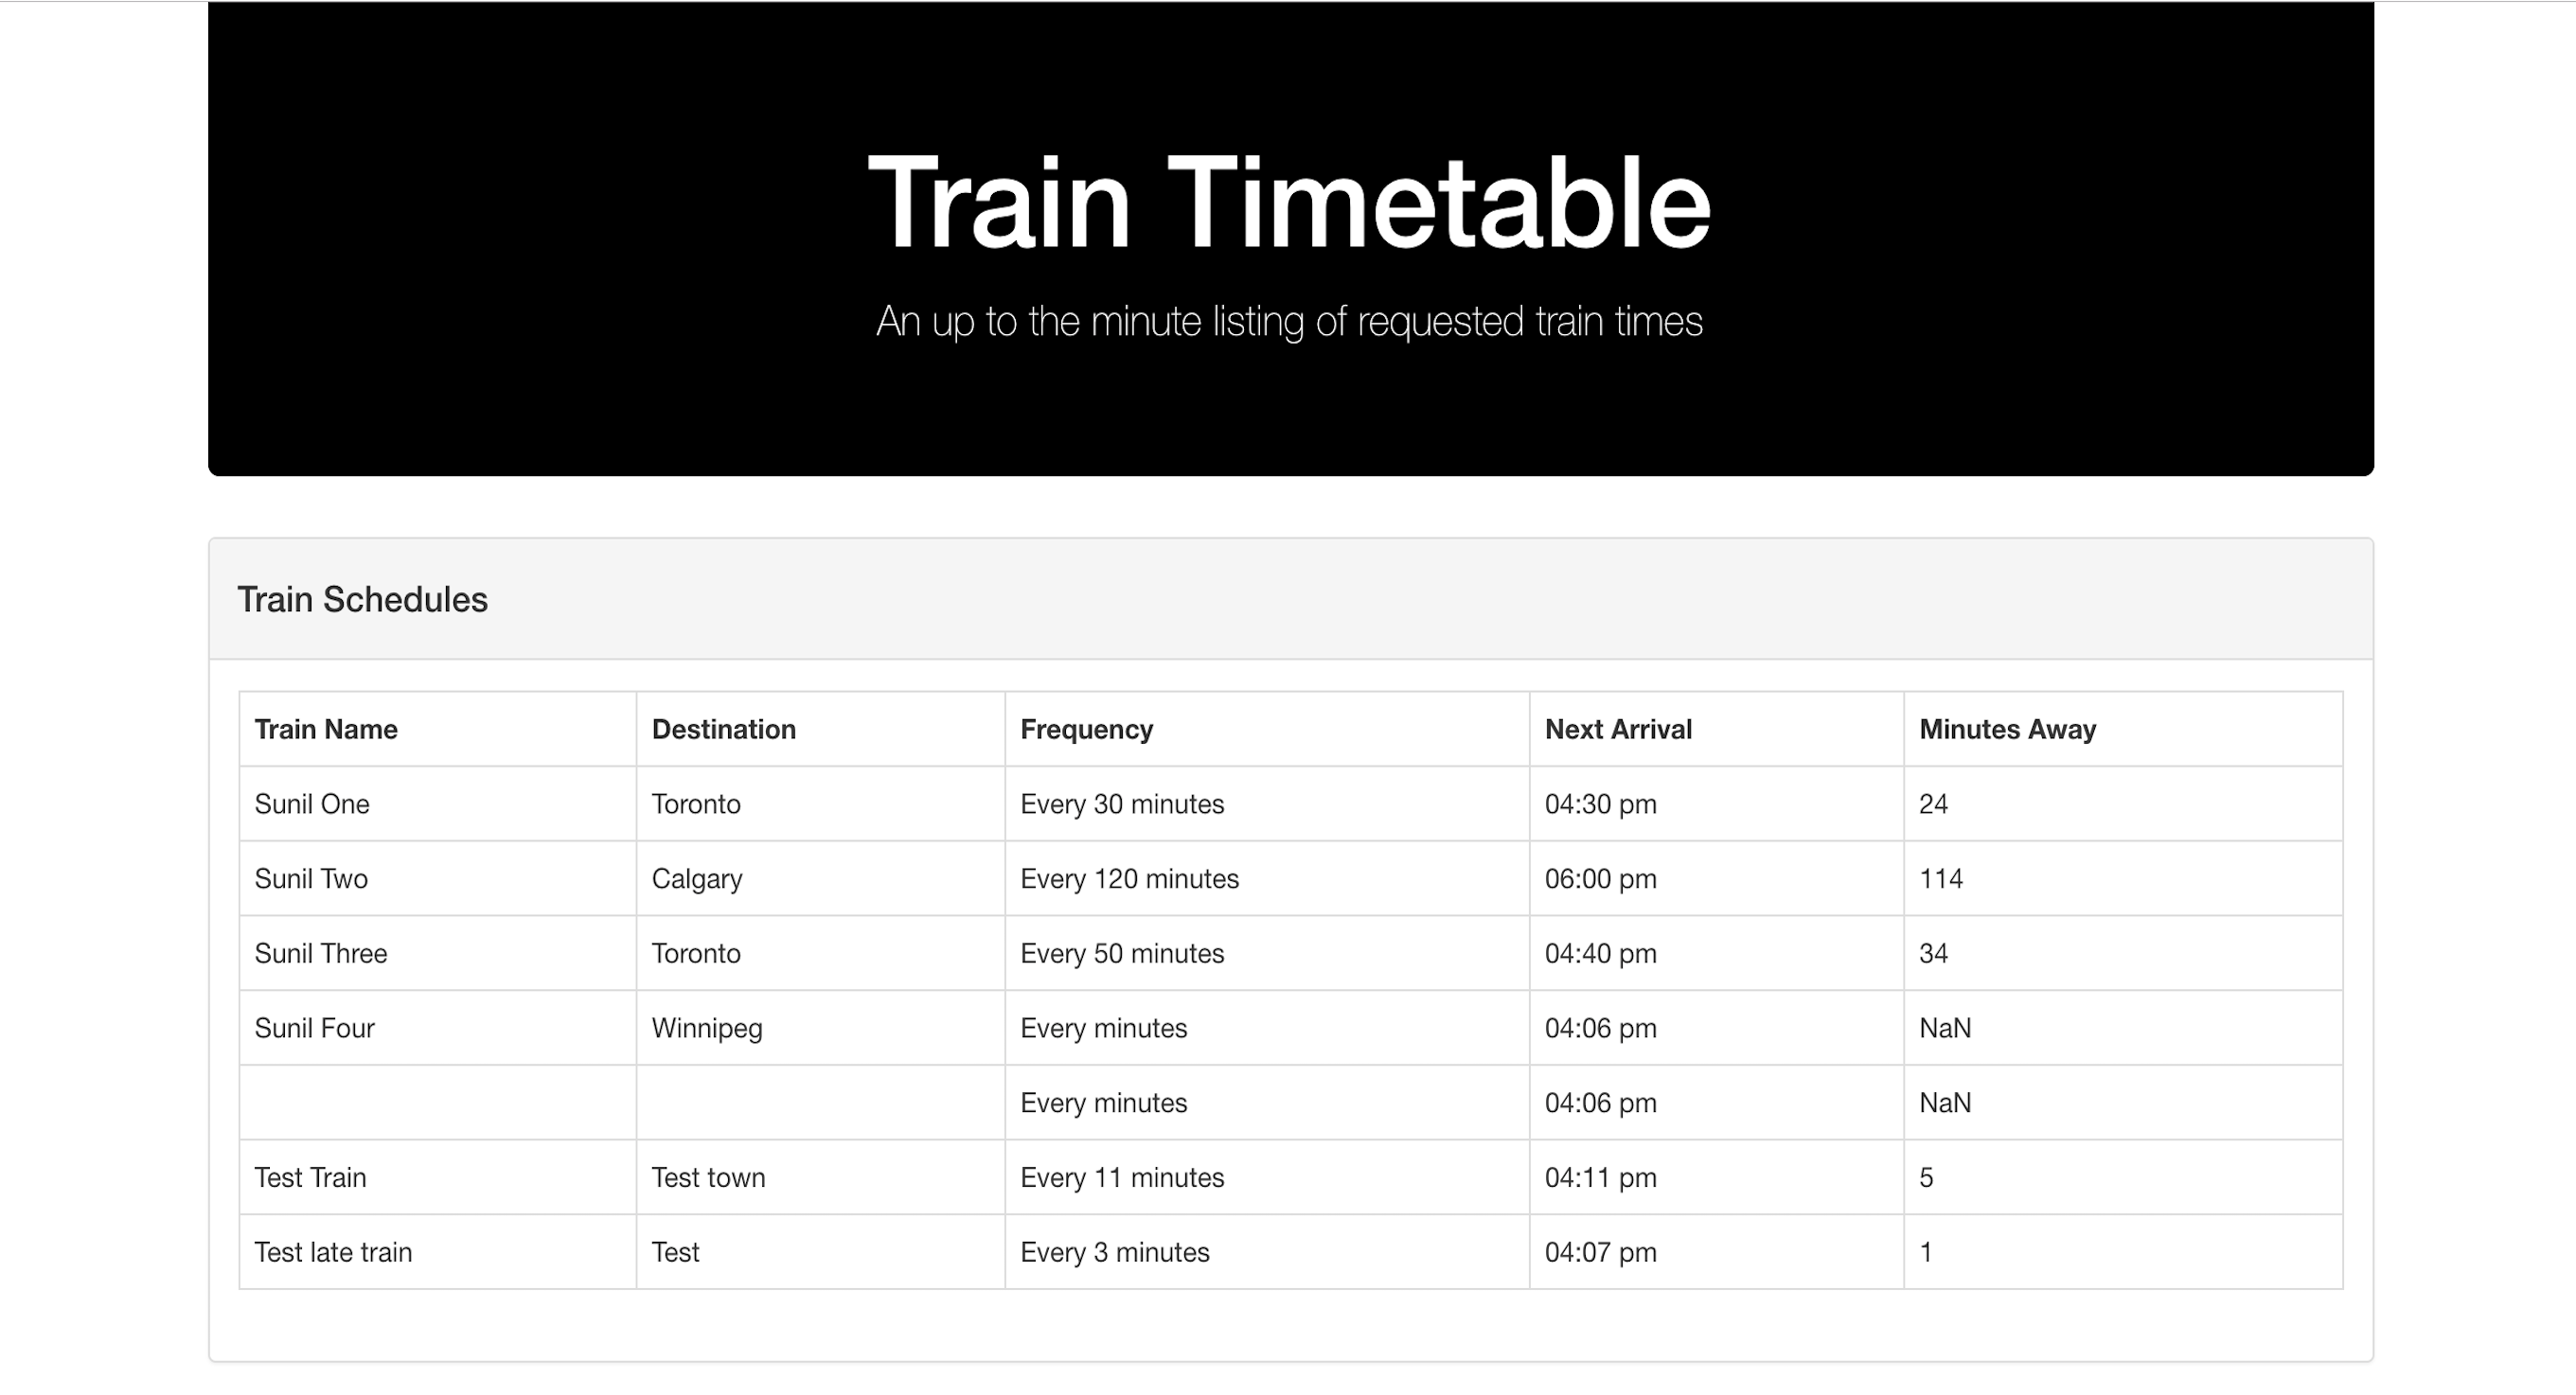 Train Timetable
An up to the minute listing of requested train times
Train Schedules
Train Name Destination Frequency Next Arrival Minutes Away
Sunil One Toronto Every 30 minutes 04:30 pm 24
Sunil Two Calgary Every 120 minutes 06:00 pm 114
Sunil Three Toronto Every 50 minutes 04:40 pm 34
Sunil Four Winnipeg Every minutes 04:06 pm NaN
Every minutes 04:06 pm NaN
Test Train Test town Every 11 minutes 04:11 pm 5
Test late train Test Every 3 minutes 04:07 pm 1